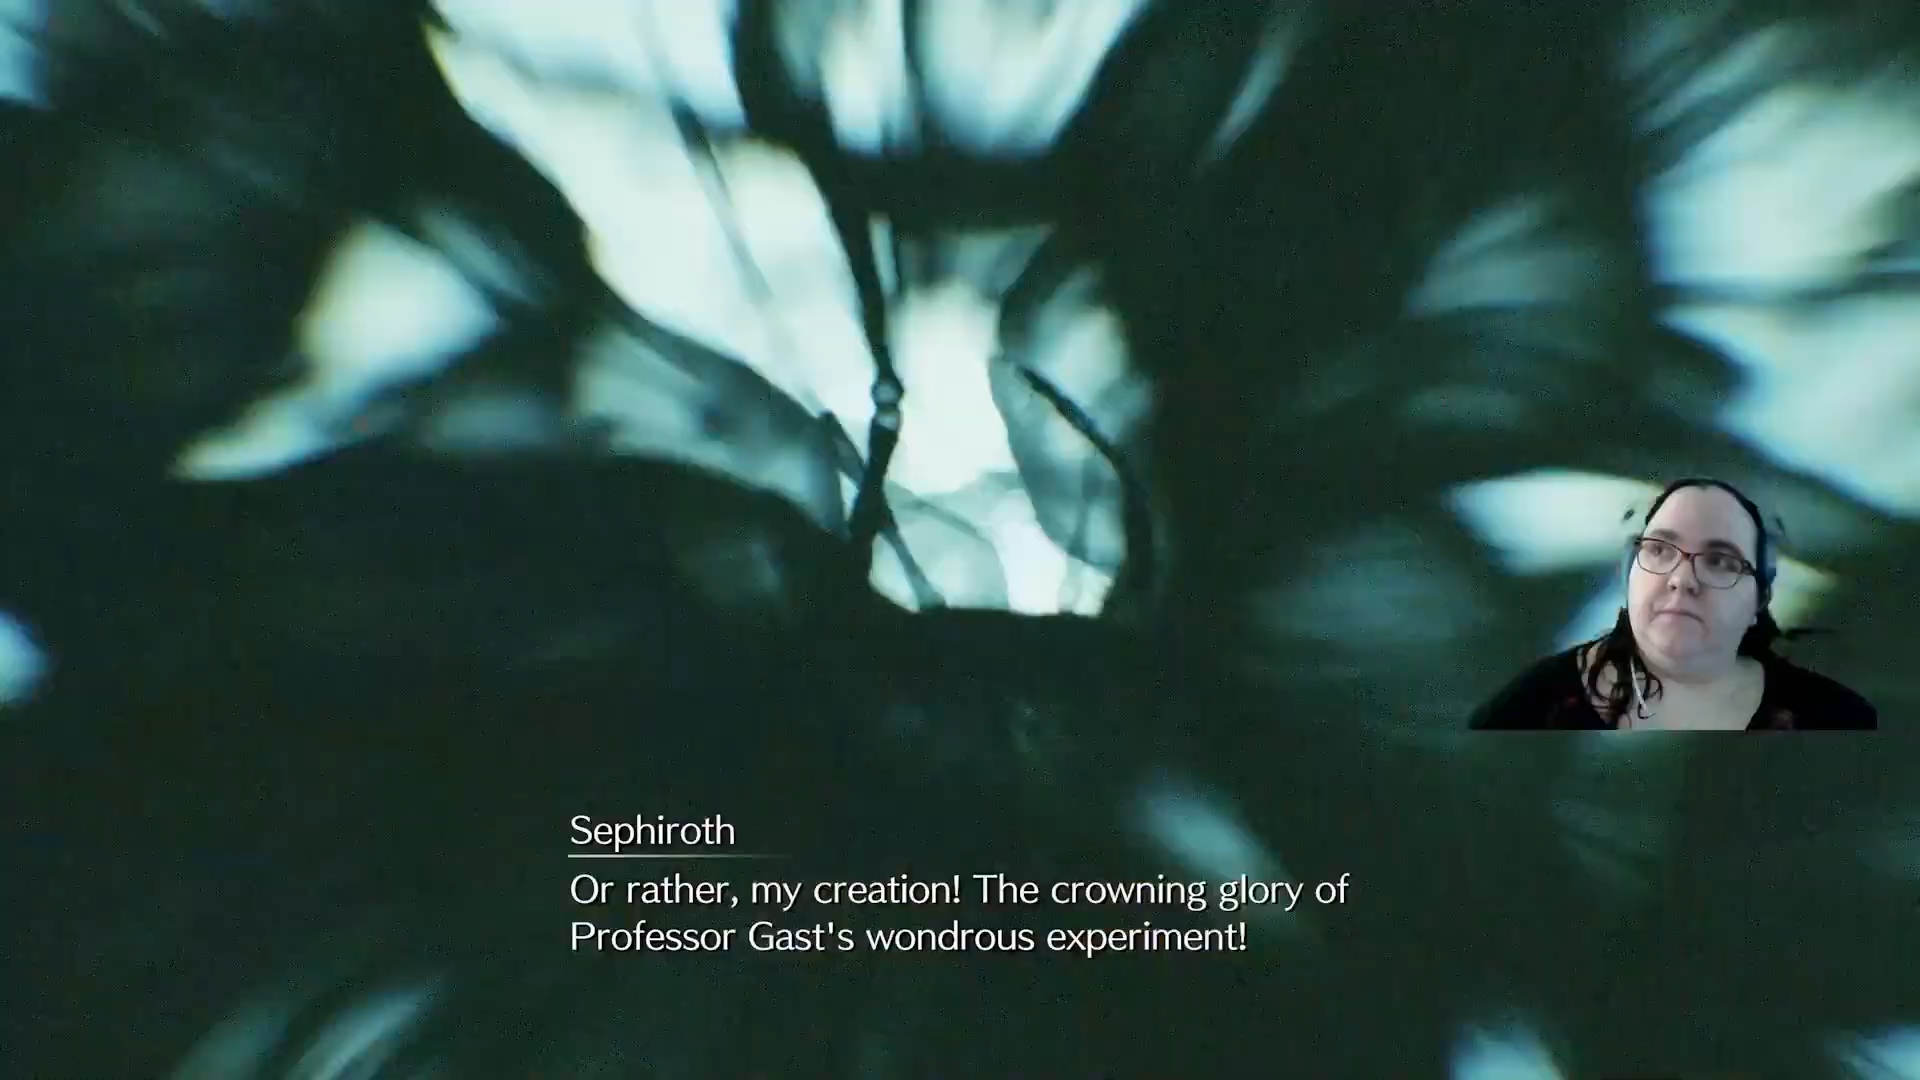 Sephiroth
Or rather, my creation! The crowning glory of
Professor Gast's wondrous experiment!